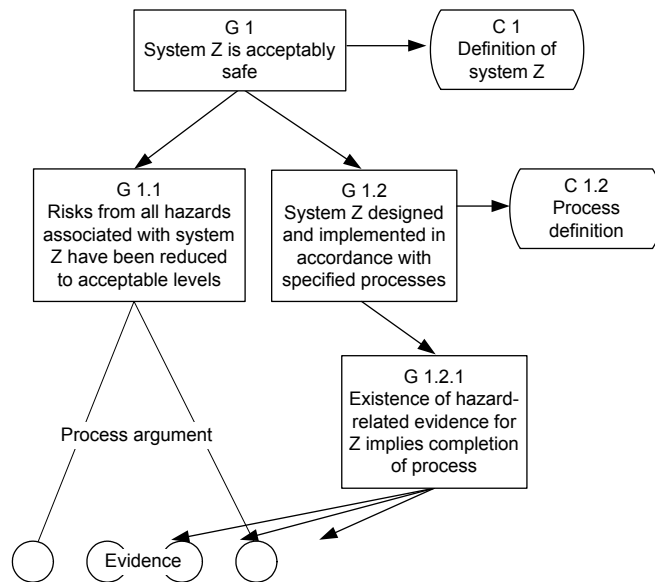 G 1
System Z is acceptably
safe
C 1
Definition of
system Z
G 1.1
Risks from all hazards
associated with system
Z have been reduced
to acceptable levels
G 1.2
System Z designed
and implemented in
accordance with
specified processes
C 1.2
Process
definition
G 1.2.1
Existence of hazard-
related evidence for
Z implies completion
of process
Process argument
Evidence